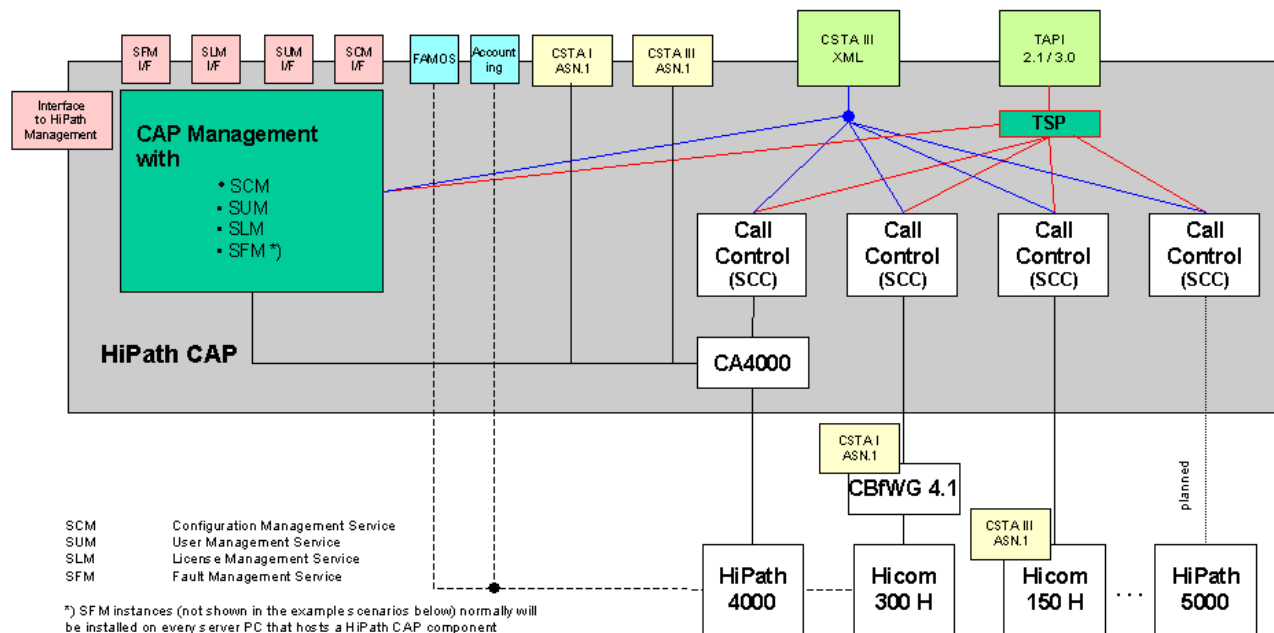 SFM
I/F
SLM
I/F
SUM
I/F
SCM
I/F
FAMOS
Account
ing
CSTA I
ASN.1
CSTA III
ASN.1
CSTA III
XML
TAPI
2.1 / 3.0
Interface
to HiPath
Management
CAP Management
with
• SCM
• SUM
• SLM
• SFM *)
TSP
Call
Control
(SCC)
Call
Control
(SCC)
Call
Control
(SCC)
Call
Control
(SCC)
HiPath CAP
CA4000
CSTA I
ASN.1
CBfWG 4.1
planned
CSTA III
ASN.1
SCM Configuration Management Service
SUM User Management Service
SLM License Management Service
SFM Fault Management Service
HiPath
4000
Hicom
300 H
Hicom
150 H
. . .
HiPath
5000
*) SFM instances (not shown in the example scenarios below) normally will
be installed on every server PC that hosts a HiPath CAP component